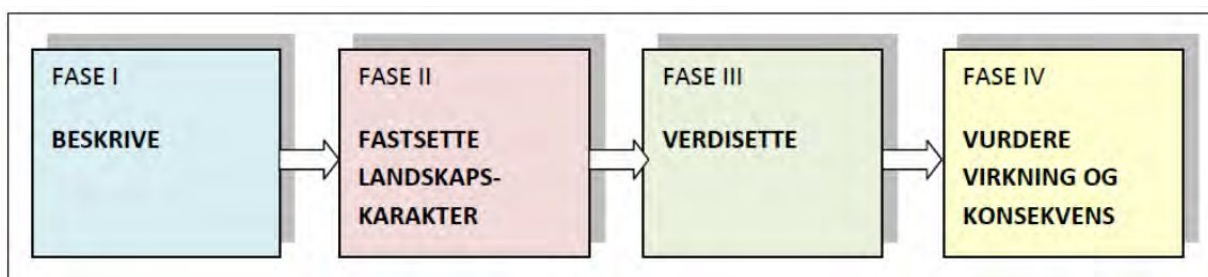 FASE I
BESKRIVE
FASE II
FASTSETTE
LANDSKAPS-
KARAKTER
FASE III
VERDISETTE
FASE IV
VURDERE
VIRKNING OG
KONSEKVENS